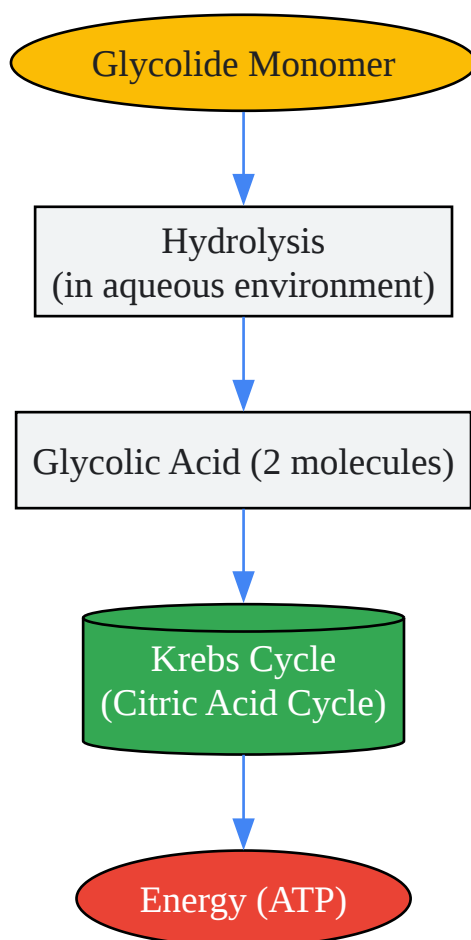 Glycolide Monomer
Hydrolysis
(in aqueous environment)
Glycolic Acid (2 molecules)
Krebs Cycle
(Citric Acid Cycle)
Energy (ATP)